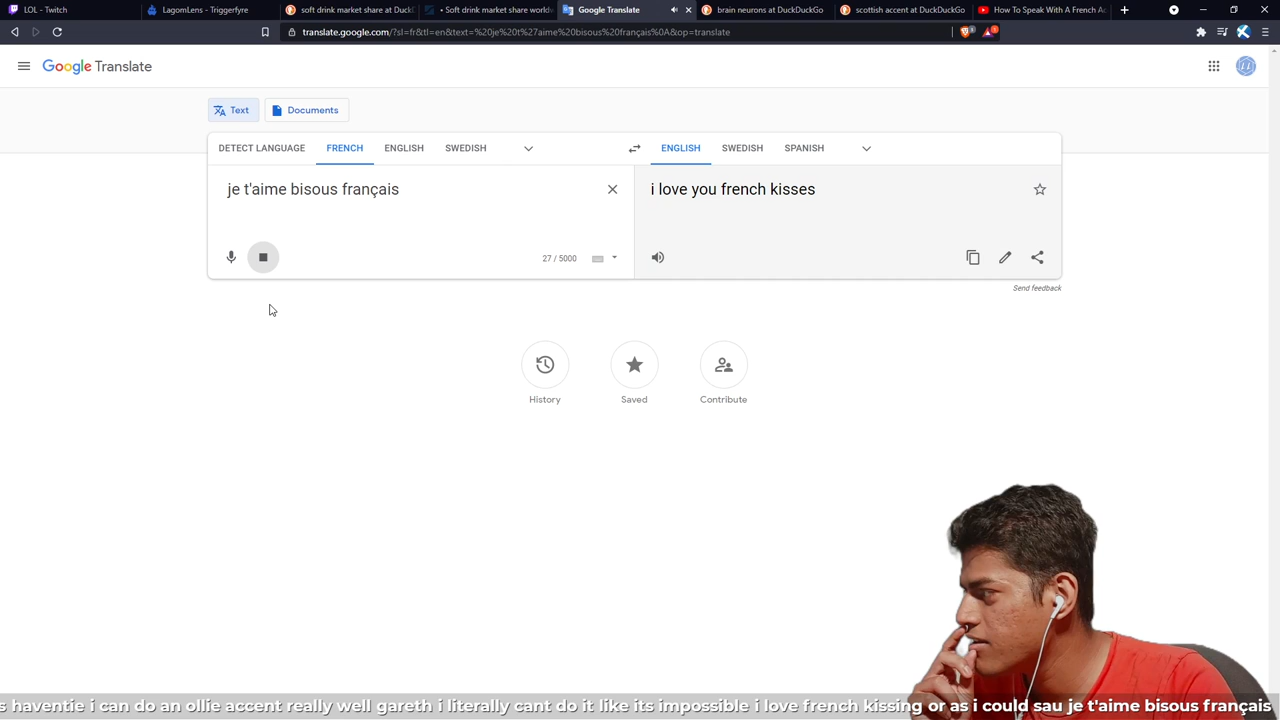 LOL - Twitch
LagomLens - Triggerfyre
soft drink market share at DuckD
• Soft drink market share world
Google Translate
brain neurons at DuckDuckGo
scottish accent at DuckDuckGo
How To Speak With A French Ac
translate.google.com/?sl=fr&tl=en&text=%20je%20t%27aime%20bisous%20français%0A&op=translate
Google Translate
Text
Documents
DETECT LANGUAGE
FRENCH
ENGLISH
SWEDISH
ENGLISH
SWEDISH
SPANISH
je t'aime bisous français
i love you french kisses
27 / 5000
Send feedback
History
Saved
Contribute
s haventie i can do an ollie accent really well gareth i literally cant do it like its impossible i love french kissing or as i could sau je t'aime bisous français